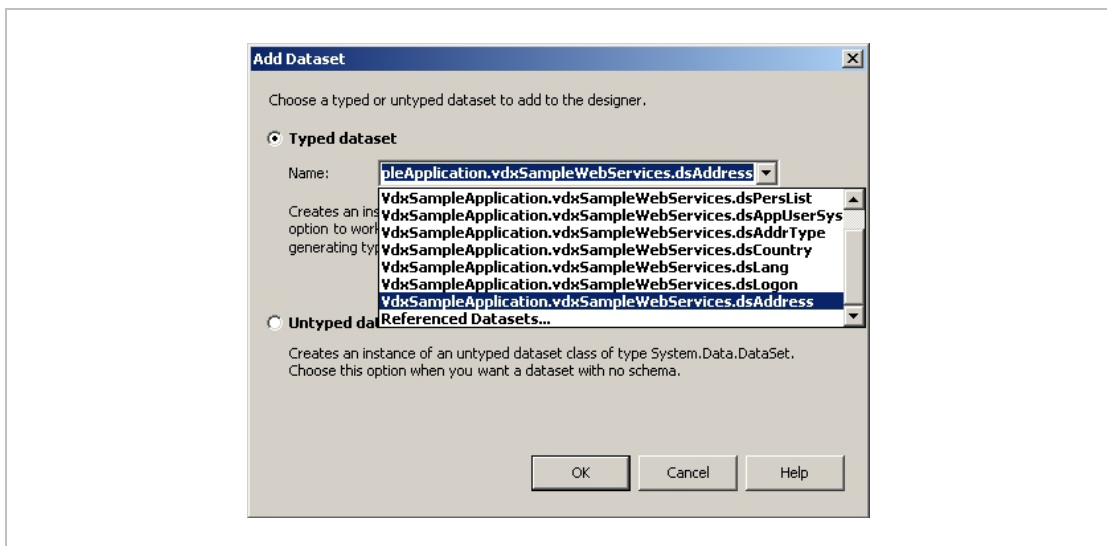 Add Dataset
Choose a typed or untyped dataset to add to the designer.
Typed dataset
Name: pleApplication.vdxSampleWebServices.dsAddress
VdxSampleApplication.vdxSampleWebServices.dsPersList
Creates an ins
VdxSampleApplication.vdxSampleWebServices.dsAppUserSys
option to work
VdxSampleApplication.vdxSampleWebServices.dsAddrType
generating typ
VdxSampleApplication.vdxSampleWebServices.dsCountry
VdxSampleApplication.vdxSampleWebServices.dsLang
VdxSampleApplication.vdxSampleWebServices.dsLogon
VdxSampleApplication.vdxSampleWebServices.dsAddress
Untyped dat
Referenced Datasets...
Creates an instance of an untyped dataset class of type System.Data.DataSet.
Choose this option when you want a dataset with no schema.
OK Cancel Help